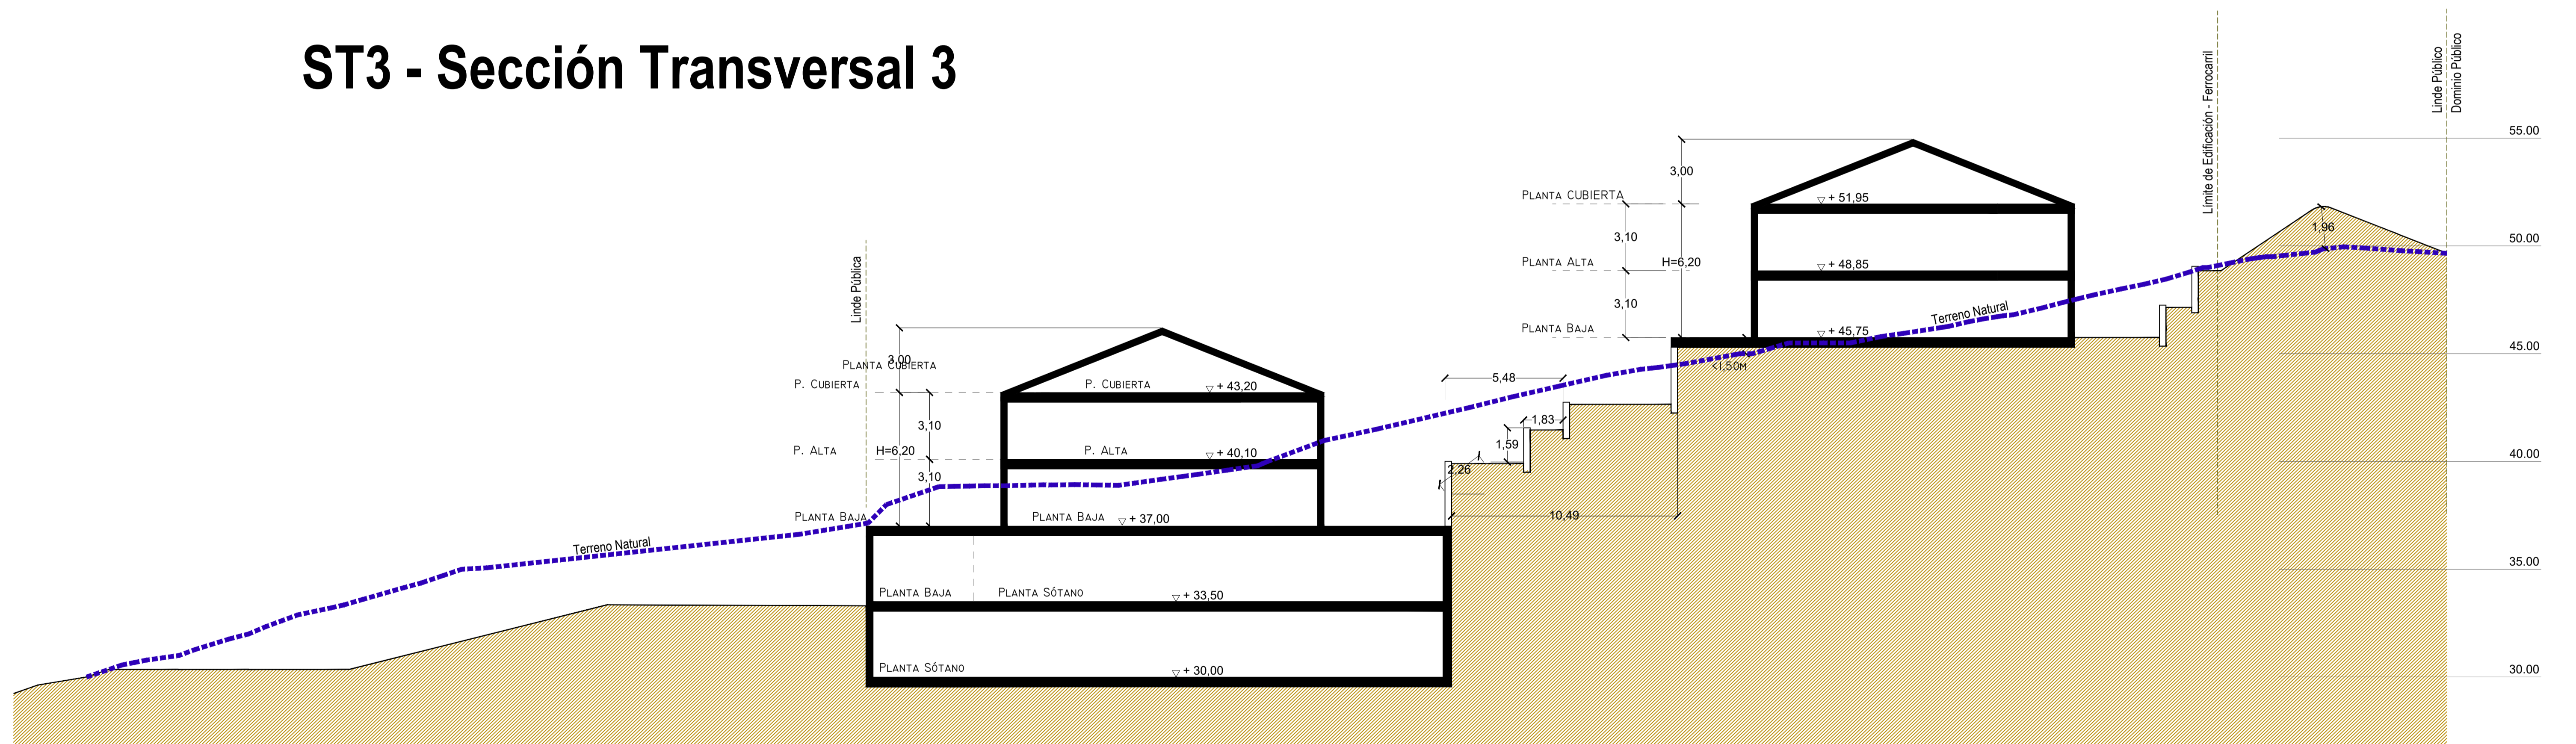 ST3 - Sección Transversal 3
Linde Público
Dominio Público
Límite de Edificación - Ferrocarril
55.00
50.00
45.00
40.00
35.00
30.00
3,00
PLANTA CUBIERTA
+ 51,95
3,10
PLANTA ALTA
H=6,20
+ 48,85
3,10
PLANTA BAJA
+ 45,75
Terreno Natural
<1,50M
1,96
Linde Pública
3,00
PLANTA CUBIERTA
P. CUBIERTA
P. CUBIERTA
+ 43,20
3,10
P. ALTA
H=6,20
P. ALTA
+ 40,10
3,10
PLANTA BAJA
PLANTA BAJA
+ 37,00
5,48
1,83
1,59
2,26
10,49
Terreno Natural
PLANTA BAJA
PLANTA SÓTANO
+ 33,50
PLANTA SÓTANO
+ 30,00